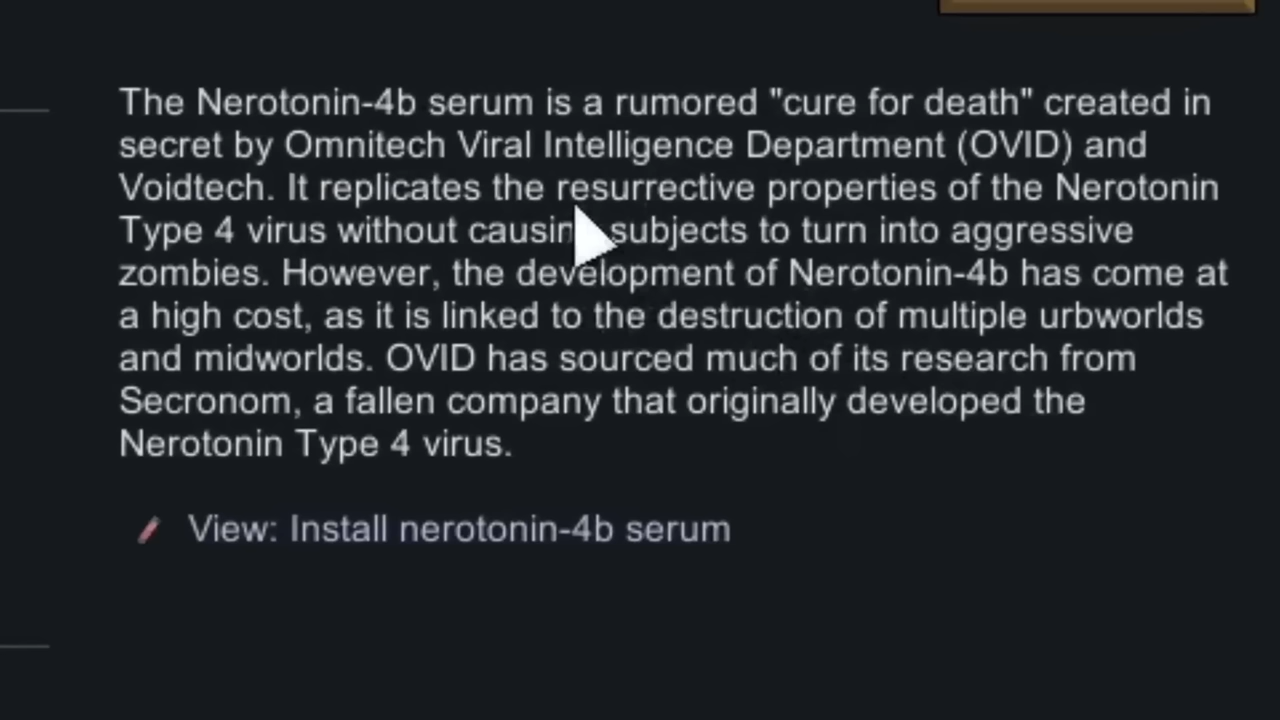 The Nerotonin-4b serum is a rumored "cure for death" created in
secret by Omnitech Viral Intelligence Department (OVID) and
Voidtech. It replicates the resurrective properties of the Nerotonin
Type 4 virus without causin subjects to turn into aggressive
zombies. However, the development of Nerotonin-4b has come at
a high cost, as it is linked to the destruction of multiple urbworlds
and midworlds. OVID has sourced much of its research from
Secronom, a fallen company that originally developed the
Nerotonin Type 4 virus.
View: Install nerotonin-4b serum